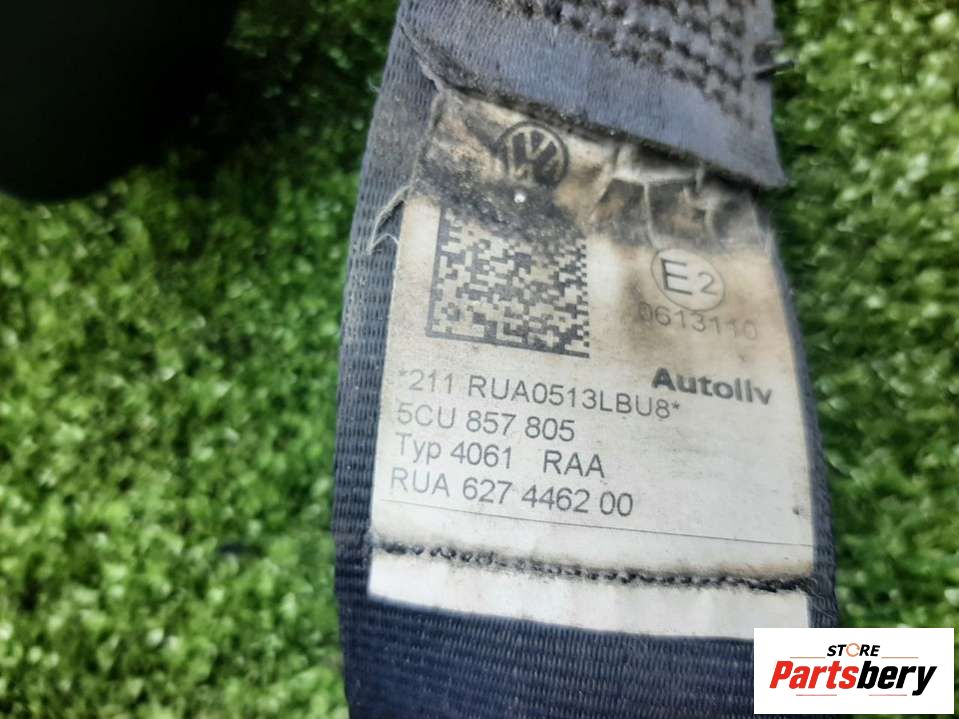 E2
0613110
Autoliv
*211 RUA0513LBU8*
5CU 857 805
Typ 4061 RAA
RUA 627 4462 00
STORE
Partsbery